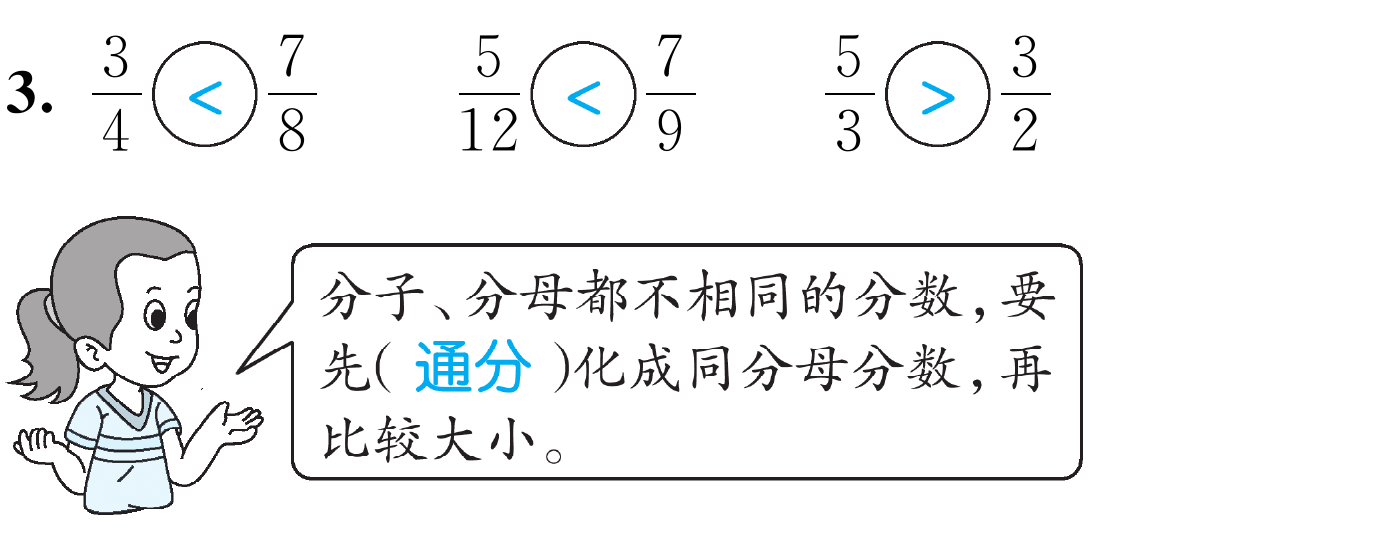 3. 3/4 < 7/8 5/12 < 7/9 5/3 > 3/2
分子、分母都不相同的分数,要
先( 通分 )化成同分母分数,再
比较大小。